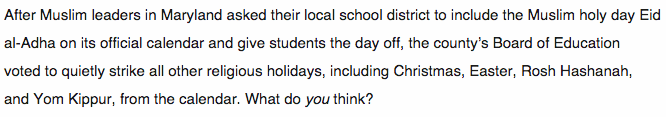 After Muslim leaders in Maryland asked their local school district to include the Muslim holy day Eid
al-Adha on its official calendar and give students the day off, the county’s Board of Education
voted to quietly strike all other religious holidays, including Christmas, Easter, Rosh Hashanah,
and Yom Kippur, from the calendar. What do you think?